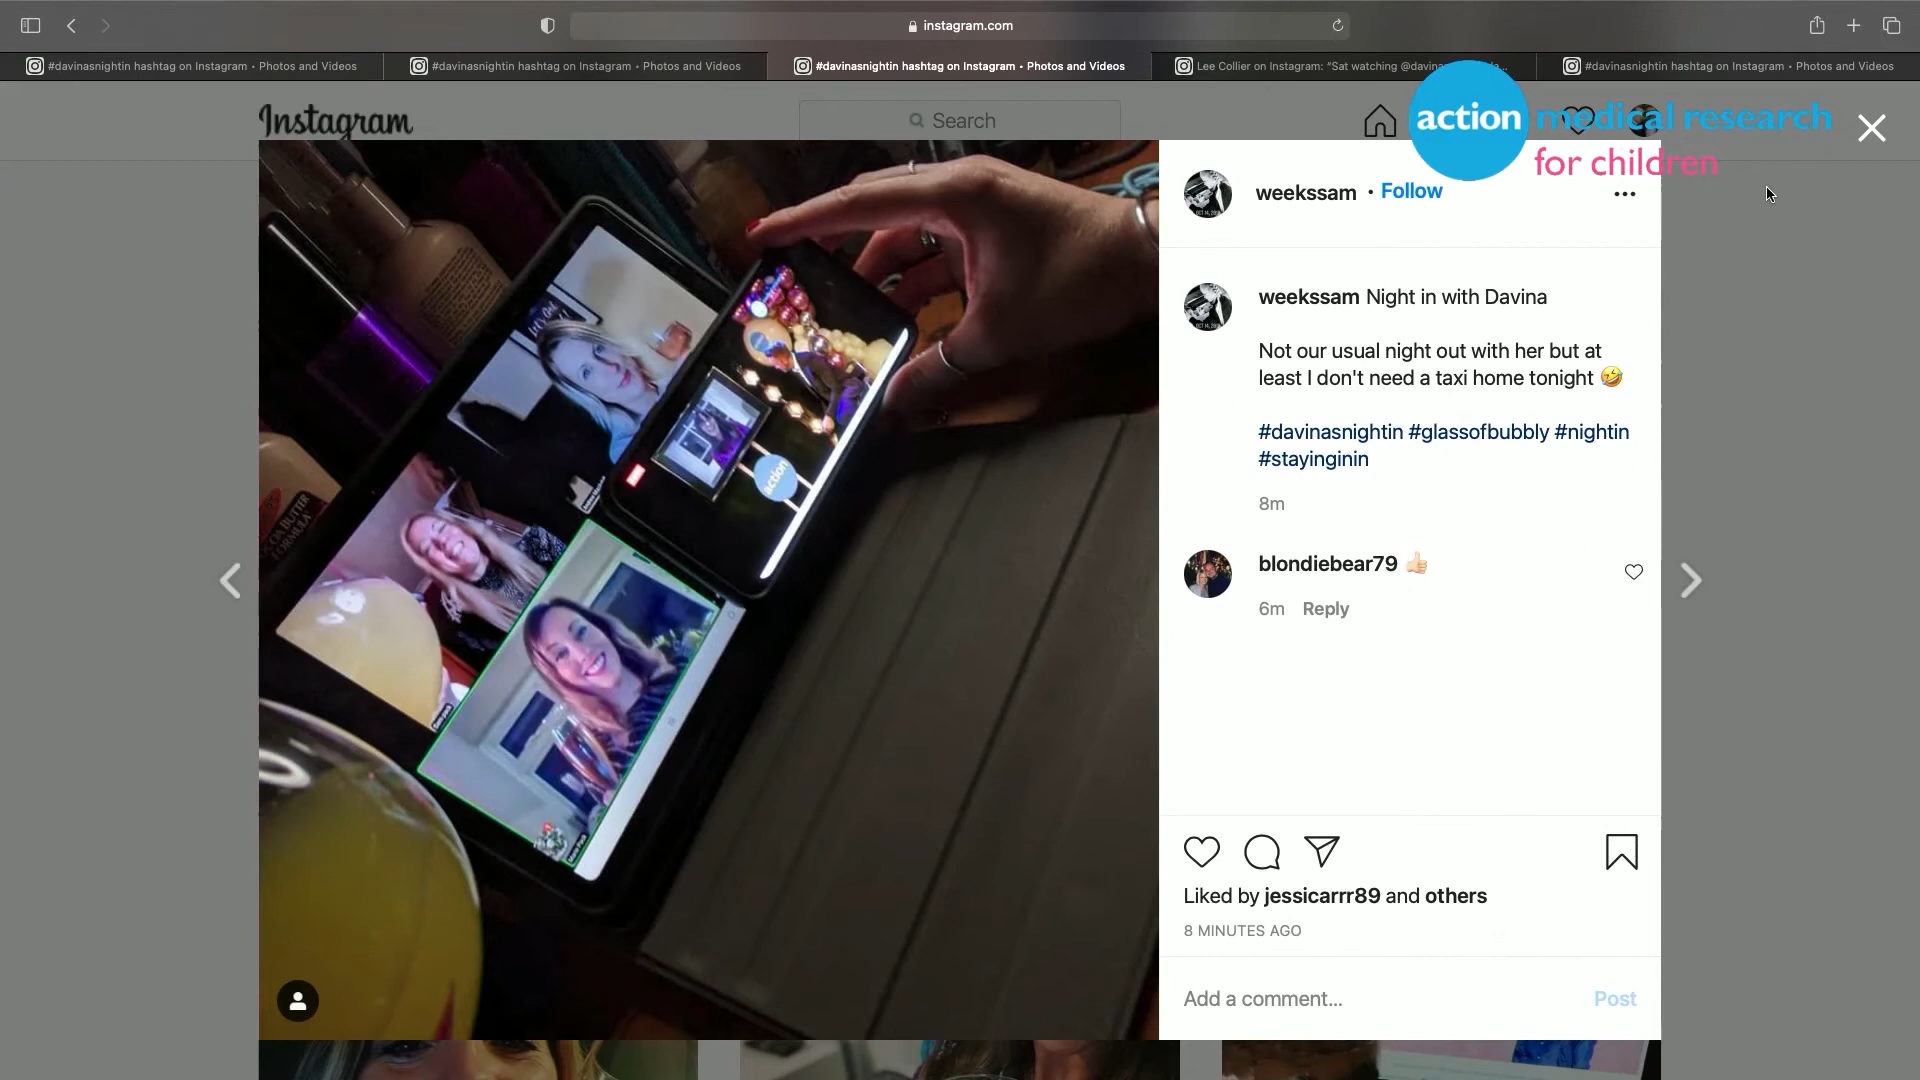 instagram.com
#davinasnightin hashtag on Instagram • Photos and Videos
#davinasnightin hashtag on Instagram • Photos and Videos
#davinasnightin hashtag on Instagram • Photos and Videos
Lee Collier on Instagram: “Sat watching
#davinasnightin hashtag on Instagram • Photos and Videos
Instagram
Search
action medical research
for children
weekssam • Follow
weekssam Night in with Davina
Not our usual night out with her but at
least I don't need a taxi home tonight 🤣
#davinasnightin #glassofbubbly #nightin
#stayinginin
8m
blondiebear79 👍🏻
6m Reply
Liked by jessicarrr89 and others
8 MINUTES AGO
Add a comment...
Post
action
BUTTER
FORMULA